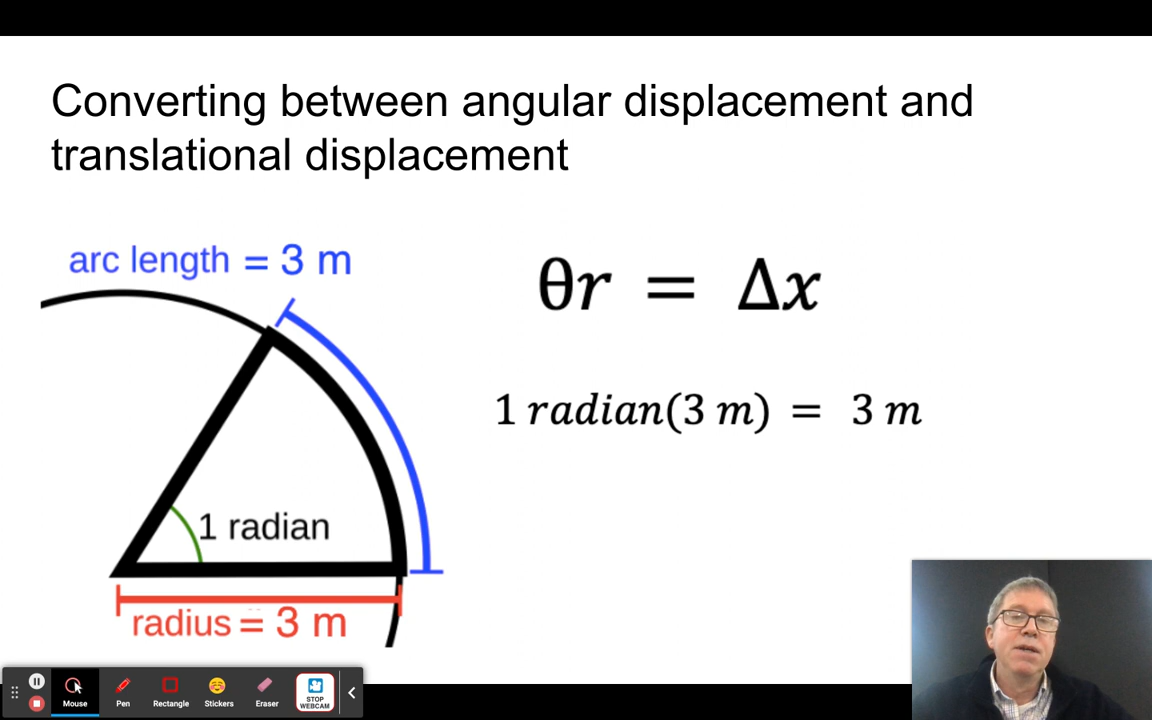 Converting between angular displacement and
translational displacement
arc length = 3 m
θr = Δx
1 radian(3 m) = 3 m
1 radian
radius = 3 m
Mouse
Pen
Rectangle
Stickers
Eraser
STOP
WEBCAM